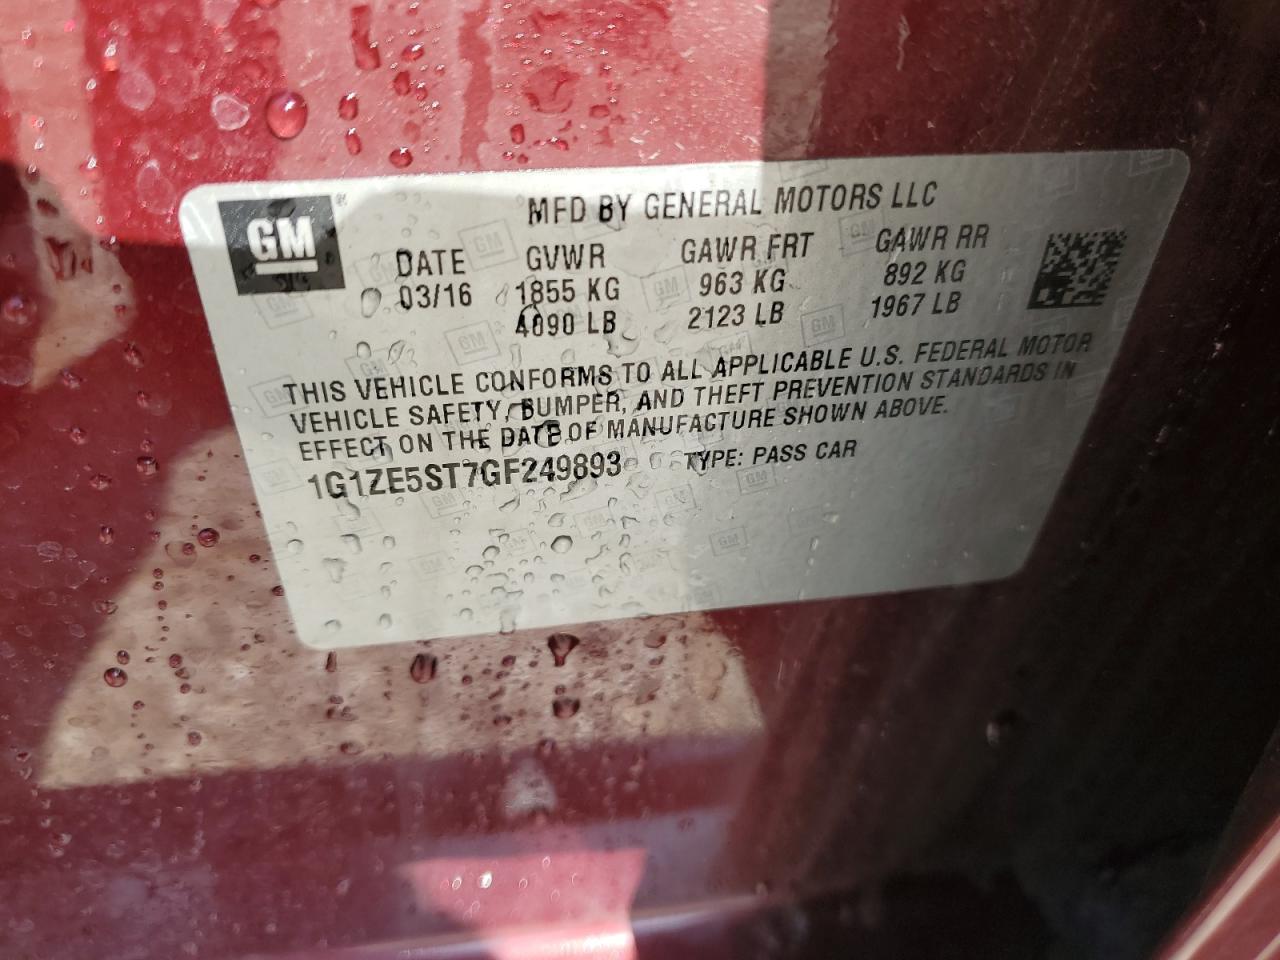 GM
MFD BY GENERAL MOTORS LLC
DATE GVWR GAWR FRT GAWR RR
03/16 1855 KG 963 KG 892 KG
4090 LB 2123 LB 1967 LB
THIS VEHICLE CONFORMS TO ALL APPLICABLE U.S. FEDERAL MOTOR
VEHICLE SAFETY, BUMPER, AND THEFT PREVENTION STANDARDS IN
EFFECT ON THE DATE OF MANUFACTURE SHOWN ABOVE.
1G1ZE5ST7GF249893 TYPE: PASS CAR